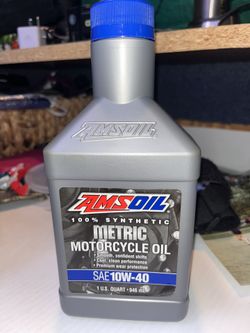 AMSOIL
AMSOIL
100% SYNTHETIC
METRIC
MOTORCYCLE OIL
• Smooth, confident shifts
• Cool, clean performance
• Premium wear protection
SAE 10W-40
1 U.S. QUART • 946 mL